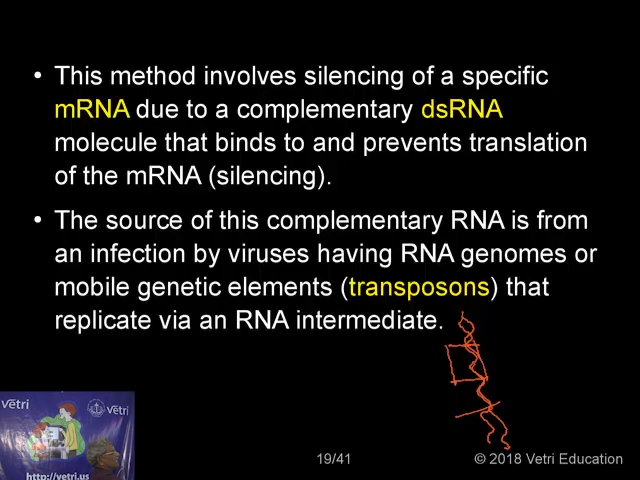 • This method involves silencing of a specific
mRNA due to a complementary dsRNA
molecule that binds to and prevents translation
of the mRNA (silencing).
• The source of this complementary RNA is from
an infection by viruses having RNA genomes or
mobile genetic elements (transposons) that
replicate via an RNA intermediate.
Vetri
Vetri
http://vetri.us
19/41
© 2018 Vetri Education